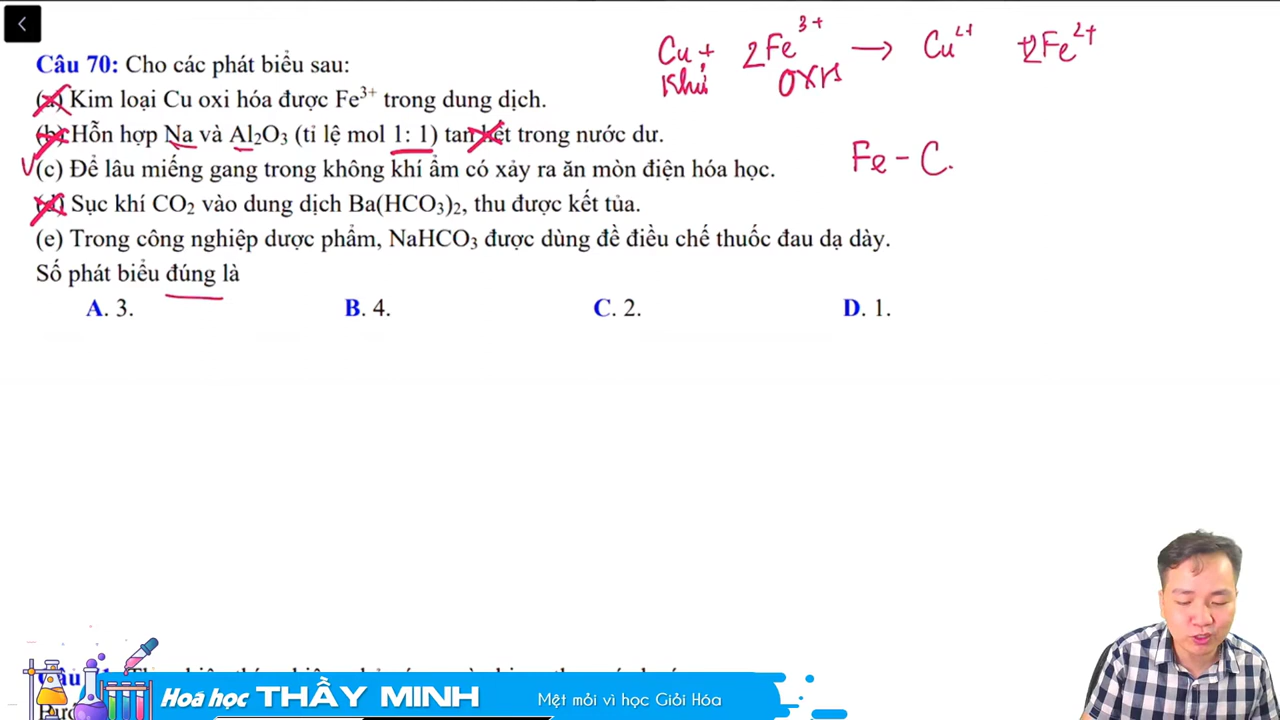 Cu + 2Fe³⁺ → Cu²⁺ + 2Fe²⁺
Khử OXH
Câu 70: Cho các phát biểu sau:
(a) Kim loại Cu oxi hóa được Fe³⁺ trong dung dịch.
(b) Hỗn hợp Na và Al₂O₃ (tỉ lệ mol 1: 1) tan hết trong nước dư.
(c) Để lâu miếng gang trong không khí ẩm có xảy ra ăn mòn điện hóa học.
Fe - C.
(d) Sục khí CO₂ vào dung dịch Ba(HCO₃)₂, thu được kết tủa.
(e) Trong công nghiệp dược phẩm, NaHCO₃ được dùng để điều chế thuốc đau dạ dày.
Số phát biểu đúng là
A. 3. B. 4. C. 2. D. 1.
Hoá học THẦY MINH Mệt mỏi vì học Giỏi Hóa